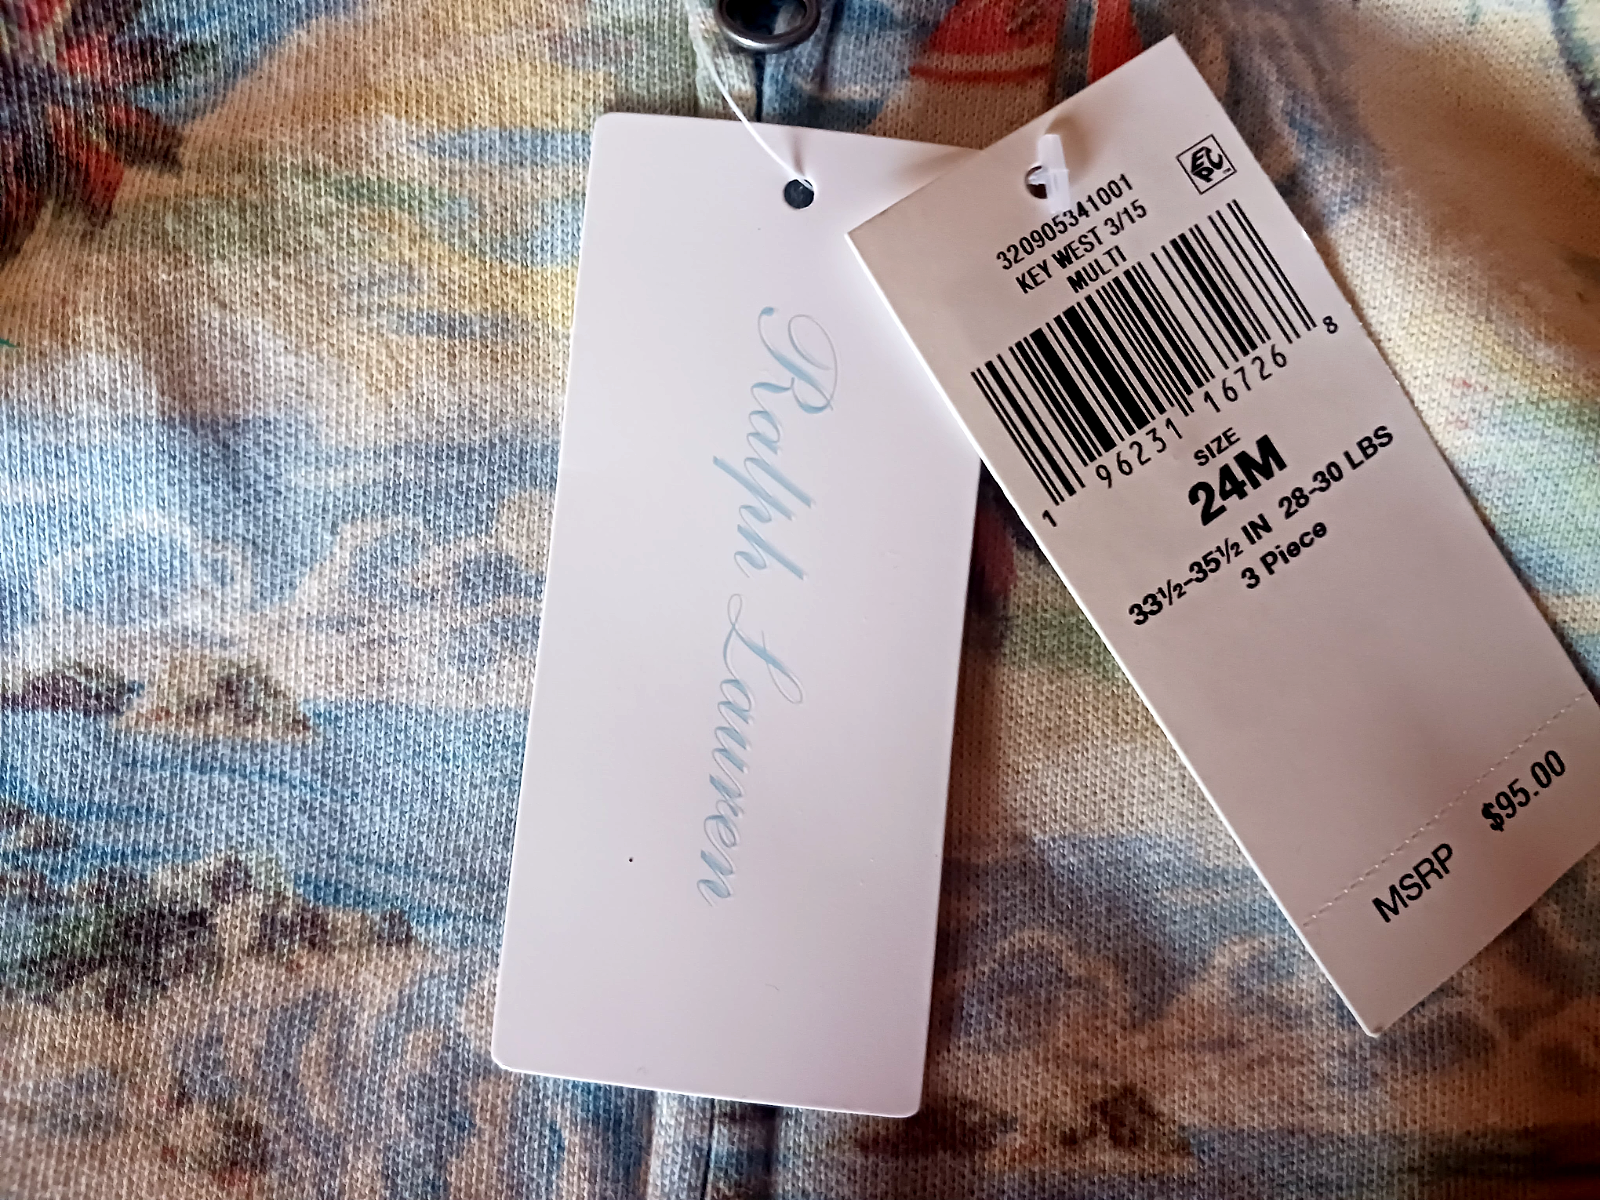 Ralph Lauren
EPC
320905341001
KEY WEST 3/15
MULTI
1 96231 16726 8
SIZE
24M
33½-35½ IN 28-30 LBS
3 Piece
MSRP $95.00